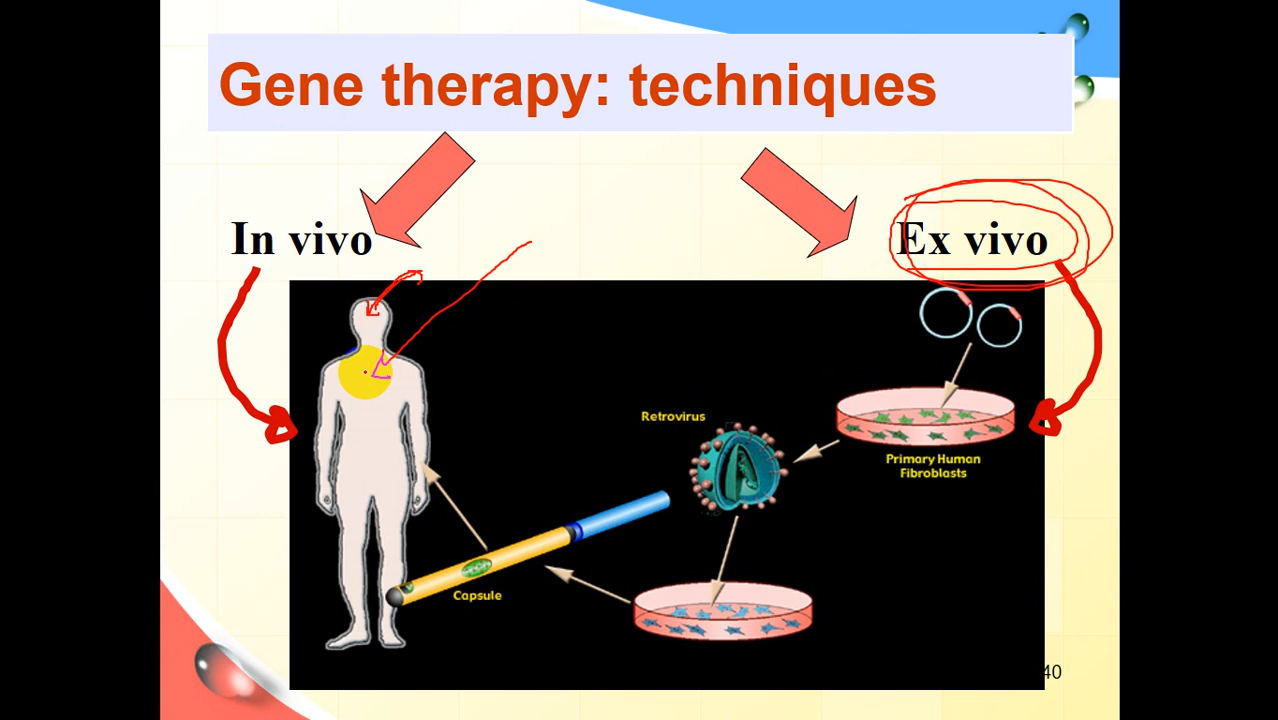 Gene therapy: techniques
In vivo
Ex vivo
Retrovirus
Primary Human
Fibroblasts
Capsule
40